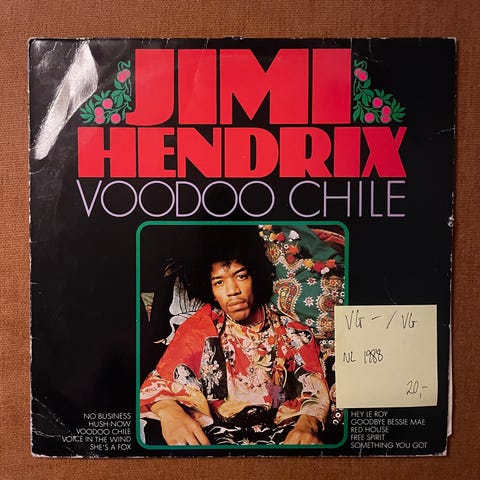 JIMI
HENDRIX
VOODOO CHILE
VG - / VG
NL 1988
20,-
NO BUSINESS
HUSH-NOW
VOODOO CHILE
VOICE IN THE WIND
SHE'S A FOX
HEY LE ROY
GOODBYE BESSIE MAE
RED HOUSE
FREE SPIRIT
SOMETHING YOU GOT